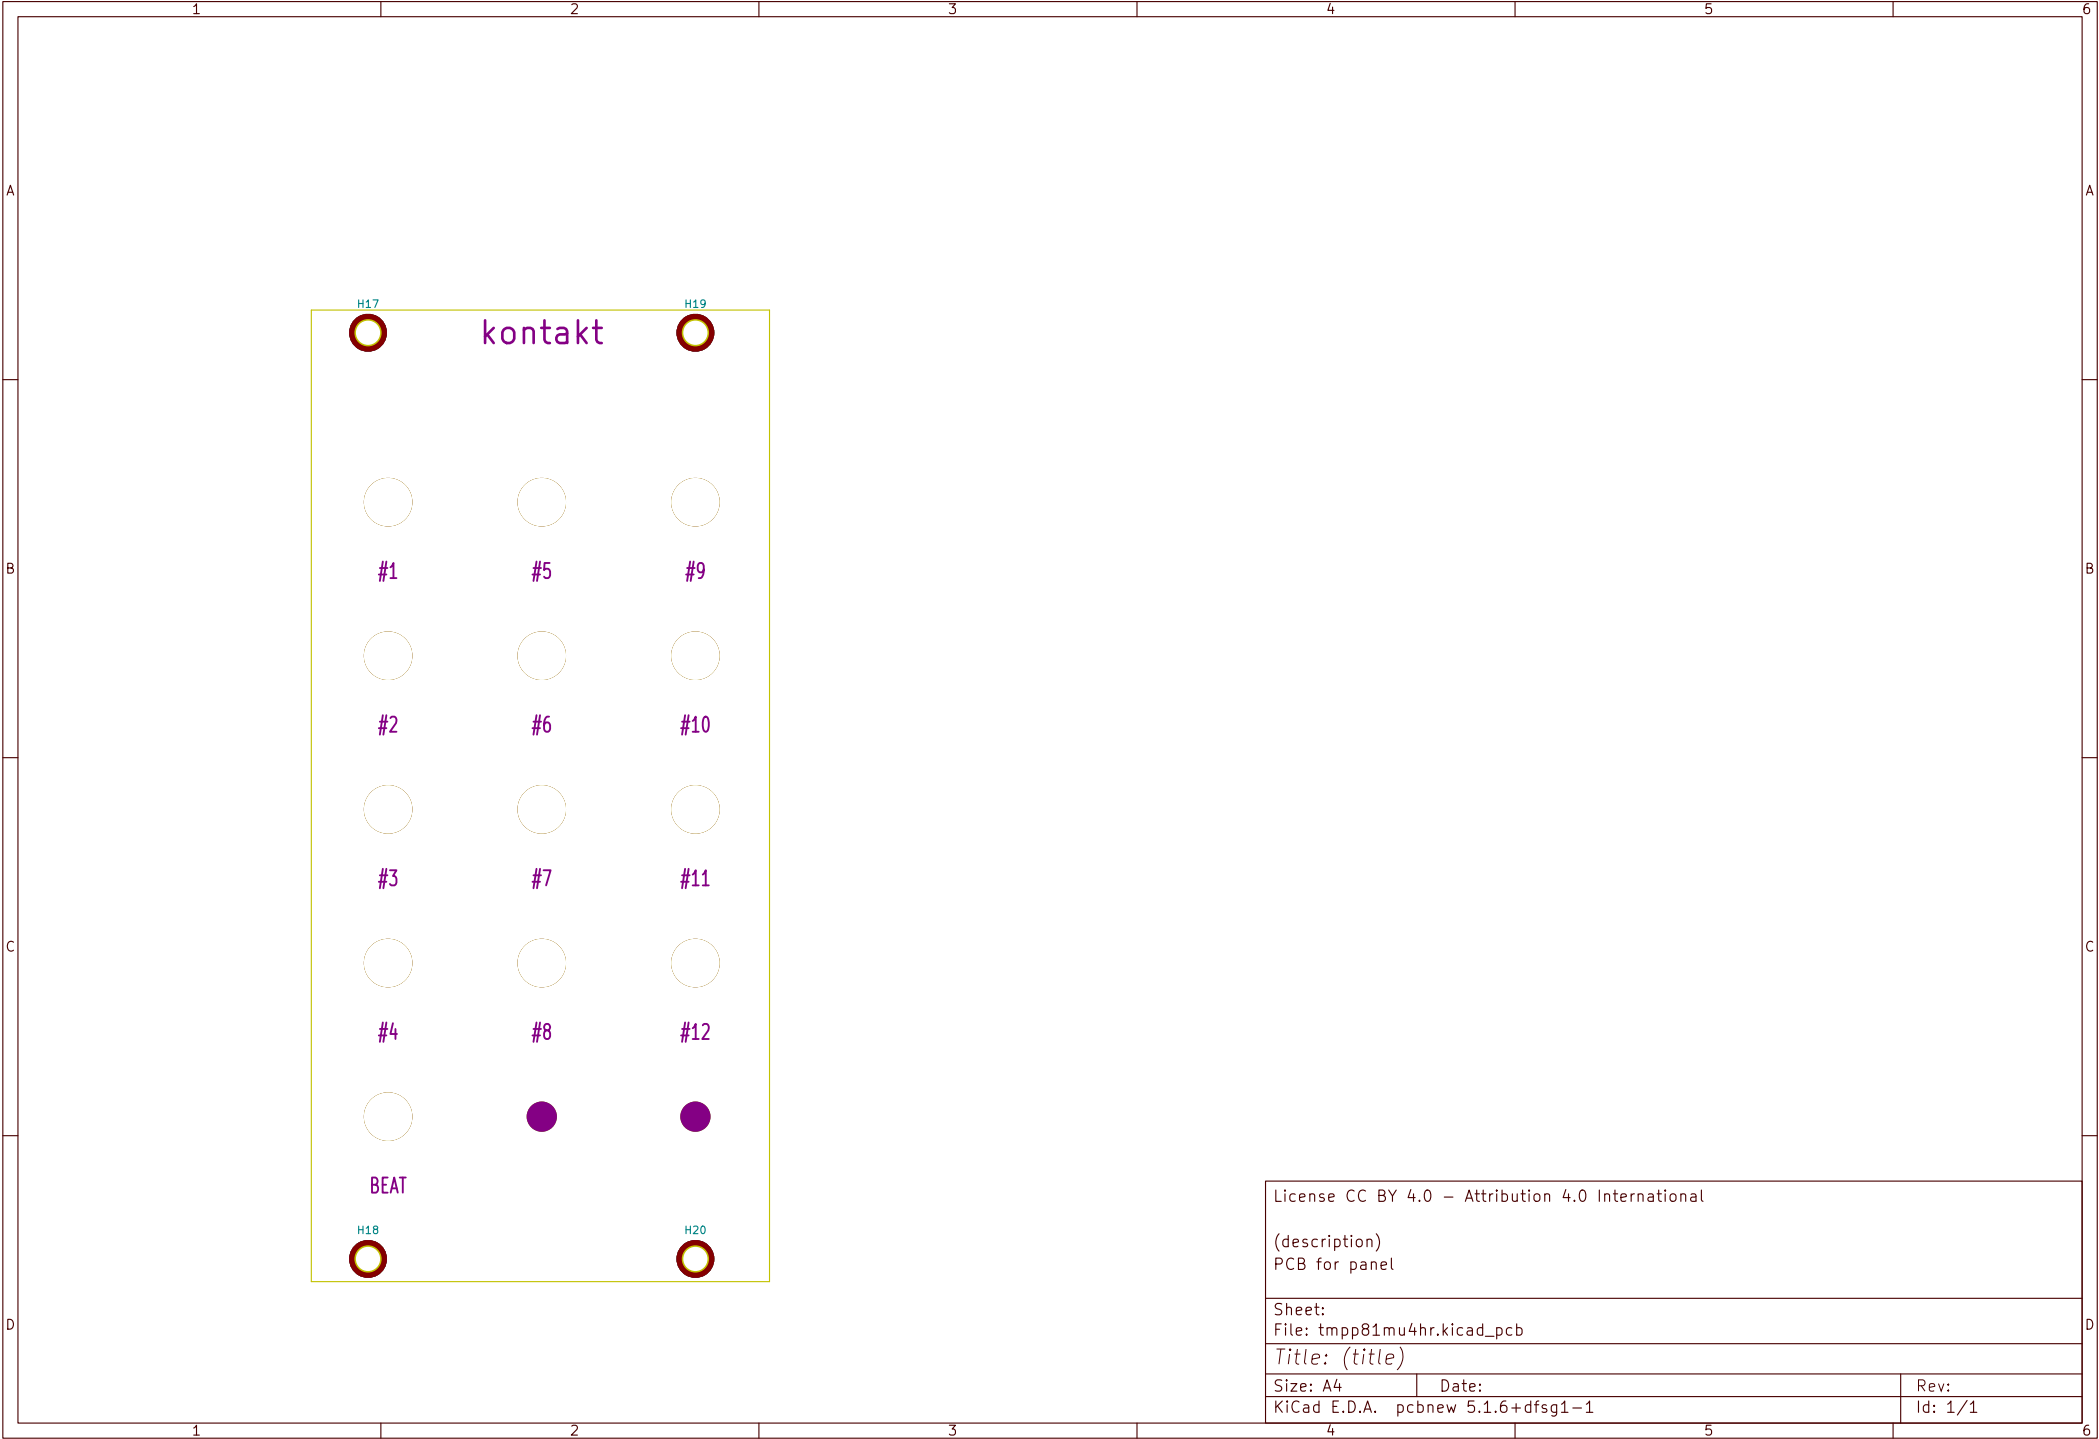 1 2 3 4 5 6
A A
H17 H19
kontakt
#1 #5 #9
B B
#2 #6 #10
#3 #7 #11
C C
#4 #8 #12
BEAT
H18 H20
License CC BY 4.0 – Attribution 4.0 International
(description)
PCB for panel
Sheet:
File: tmpp81mu4hr.kicad_pcb
D D
Title: (title)
Size: A4 Date: Rev:
KiCad E.D.A. pcbnew 5.1.6+dfsg1-1 Id: 1/1
1 2 3 4 5 6